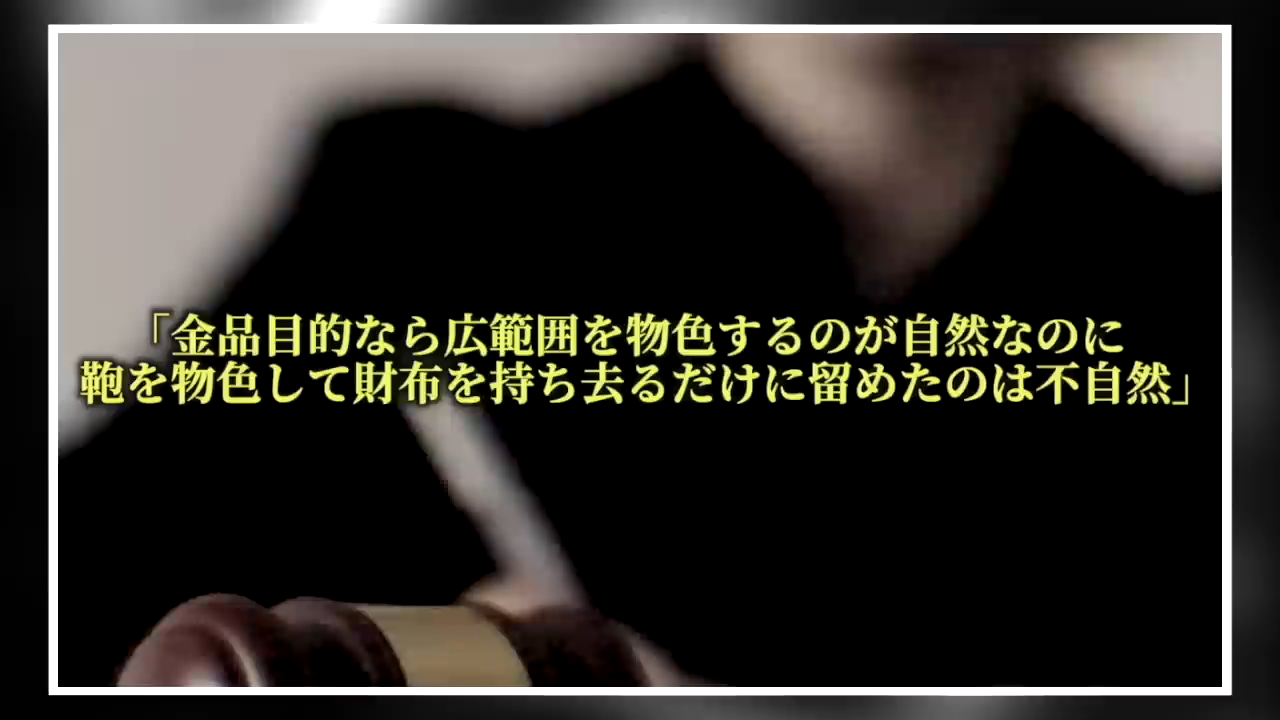 「金品目的なら広範囲を物色するのが自然なのに
鞄を物色して財布を持ち去るだけに留めたのは不自然」